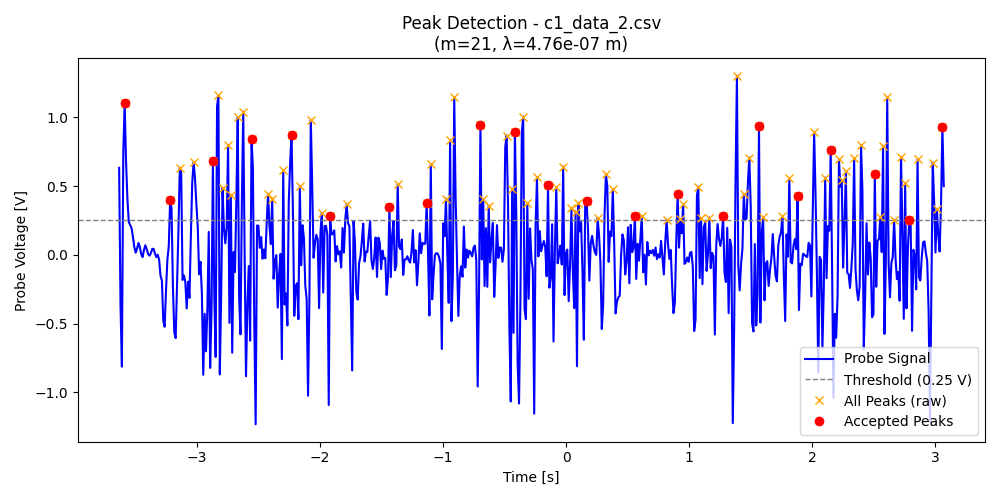 Peak Detection - c1_data_2.csv
(m=21, λ=4.76e-07 m)
Probe Voltage [V]
1.0
0.5
0.0
−0.5
−1.0
−3
−2
−1
0
1
2
3
Time [s]
Probe Signal
Threshold (0.25 V)
All Peaks (raw)
Accepted Peaks